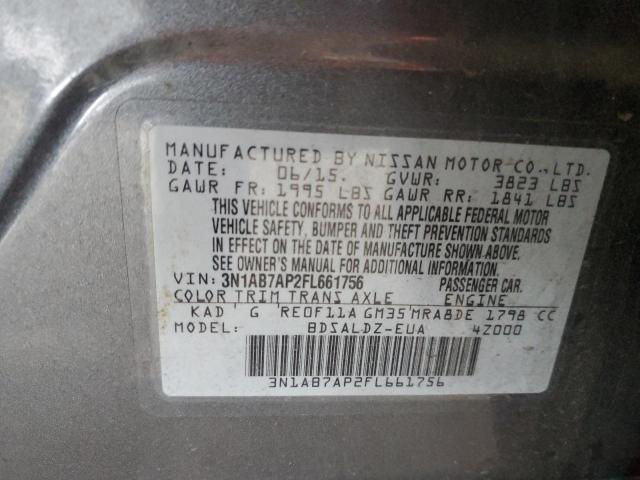 MANUFACTURED BY NISSAN MOTOR CO., LTD.
DATE: 06/15. GVWR: 3823 LBS
GAWR FR: 1995 LBS GAWR RR: 1841 LBS
THIS VEHICLE CONFORMS TO ALL APPLICABLE FEDERAL MOTOR
VEHICLE SAFETY, BUMPER AND THEFT PREVENTION STANDARDS
IN EFFECT ON THE DATE OF MANUFACTURE SHOWN ABOVE.
SEE OWNER'S MANUAL FOR ADDITIONAL INFORMATION.
VIN: 3N1AB7AP2FL661756 PASSENGER CAR.
COLOR TRIM TRANS AXLE ENGINE
KAD G RE0F11A GM35 MRA8DE 1798 CC
MODEL: BDSALDZ-EUA 4Z000
3N1AB7AP2FL661756